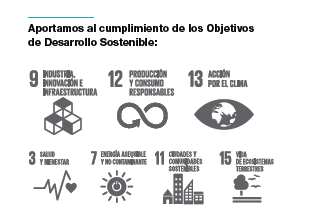 Aportamos al cumplimiento de los Objetivos
de Desarrollo Sostenible:
9 INDUSTRIA,
INNOVACIÓN E
INFRAESTRUCTURA
12 PRODUCCIÓN
Y CONSUMO
RESPONSABLES
13 ACCIÓN
POR EL CLIMA
3 SALUD
Y BIENESTAR
7 ENERGÍA ASEQUIBLE
Y NO CONTAMINANTE
11 CIUDADES Y
COMUNIDADES
SOSTENIBLES
15 VIDA
DE ECOSISTEMAS
TERRESTRES